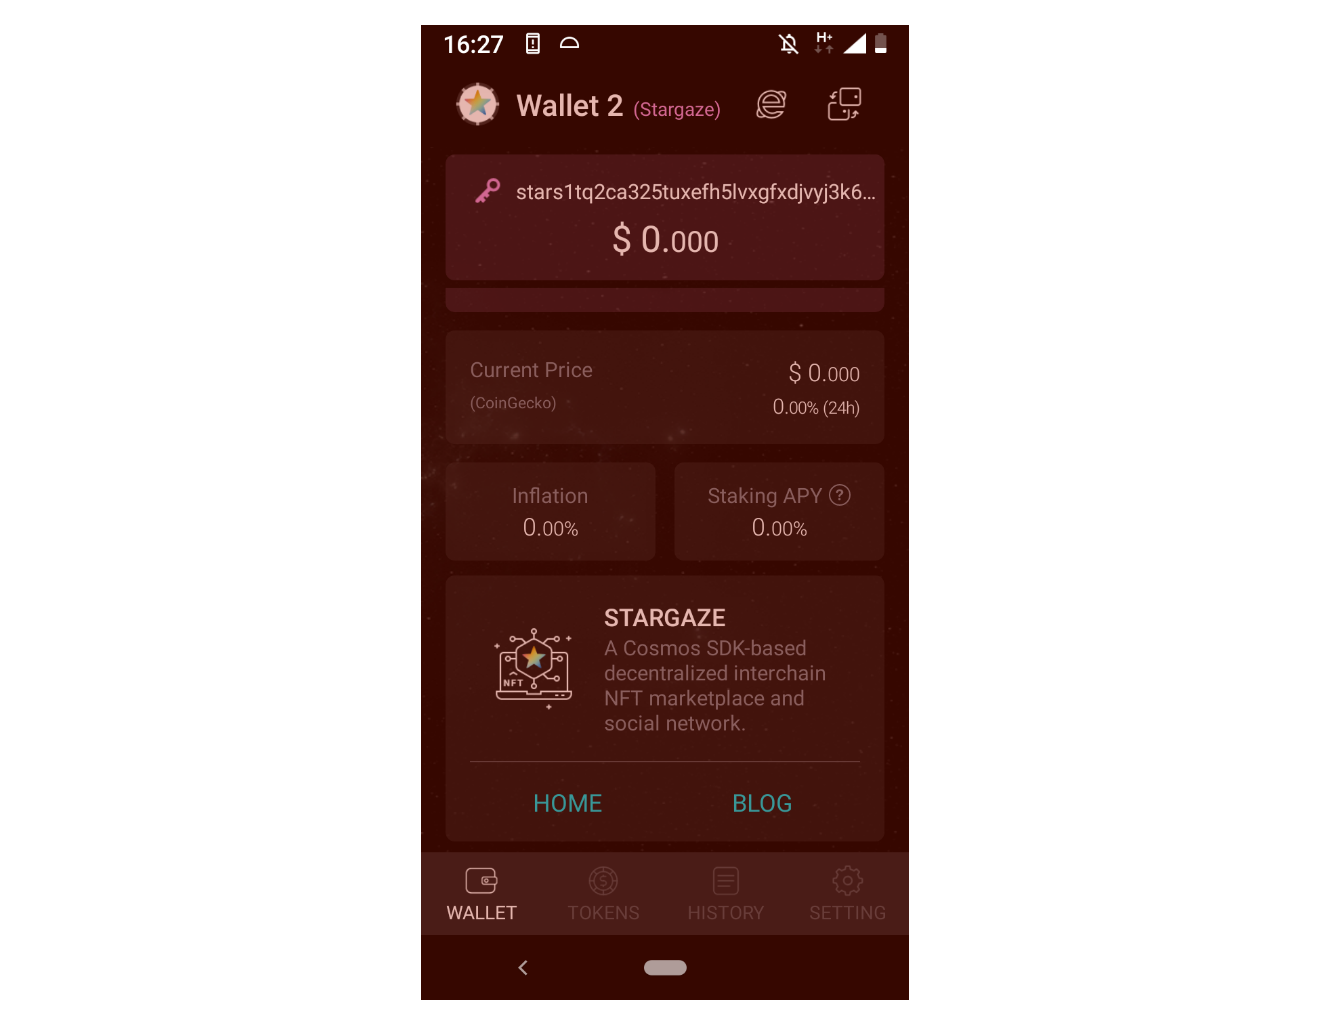 16:27 H+
Wallet 2 (Stargaze)
stars1tq2ca325tuxefh5lvxgfxdjvyj3k6...
$ 0.000
Current Price $ 0.000
(CoinGecko) 0.00% (24h)
Inflation Staking APY ?
0.00% 0.00%
STARGAZE
A Cosmos SDK-based
decentralized interchain
NFT marketplace and
social network.
NFT
HOME BLOG
WALLET TOKENS HISTORY SETTING